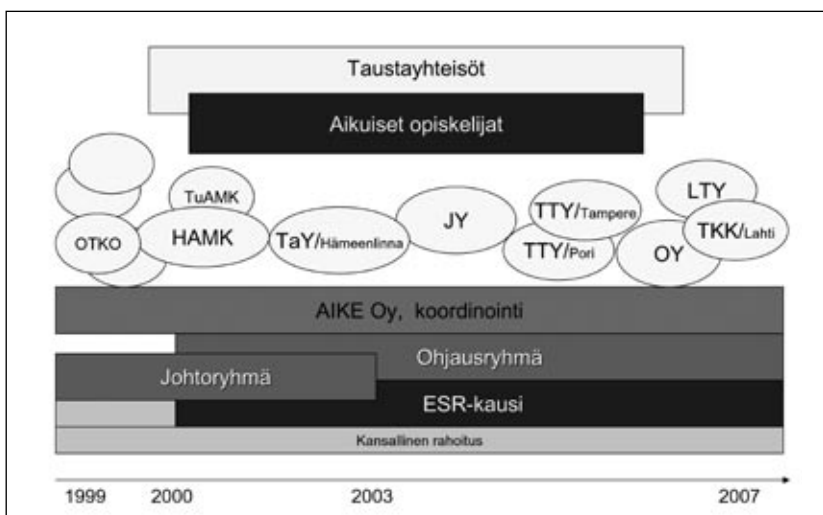 Taustayhteisöt
Aikuiset opiskelijat
TuAMK
OTKO
HAMK
TaY/Hämeenlinna
JY
TTY/Tampere
TTY/Pori
LTY
OY
TKK/Lahti
AIKE Oy, koordinointi
Ohjausryhmä
Johtoryhmä
ESR-kausi
Kansallinen rahoitus
1999 2000 2003 2007